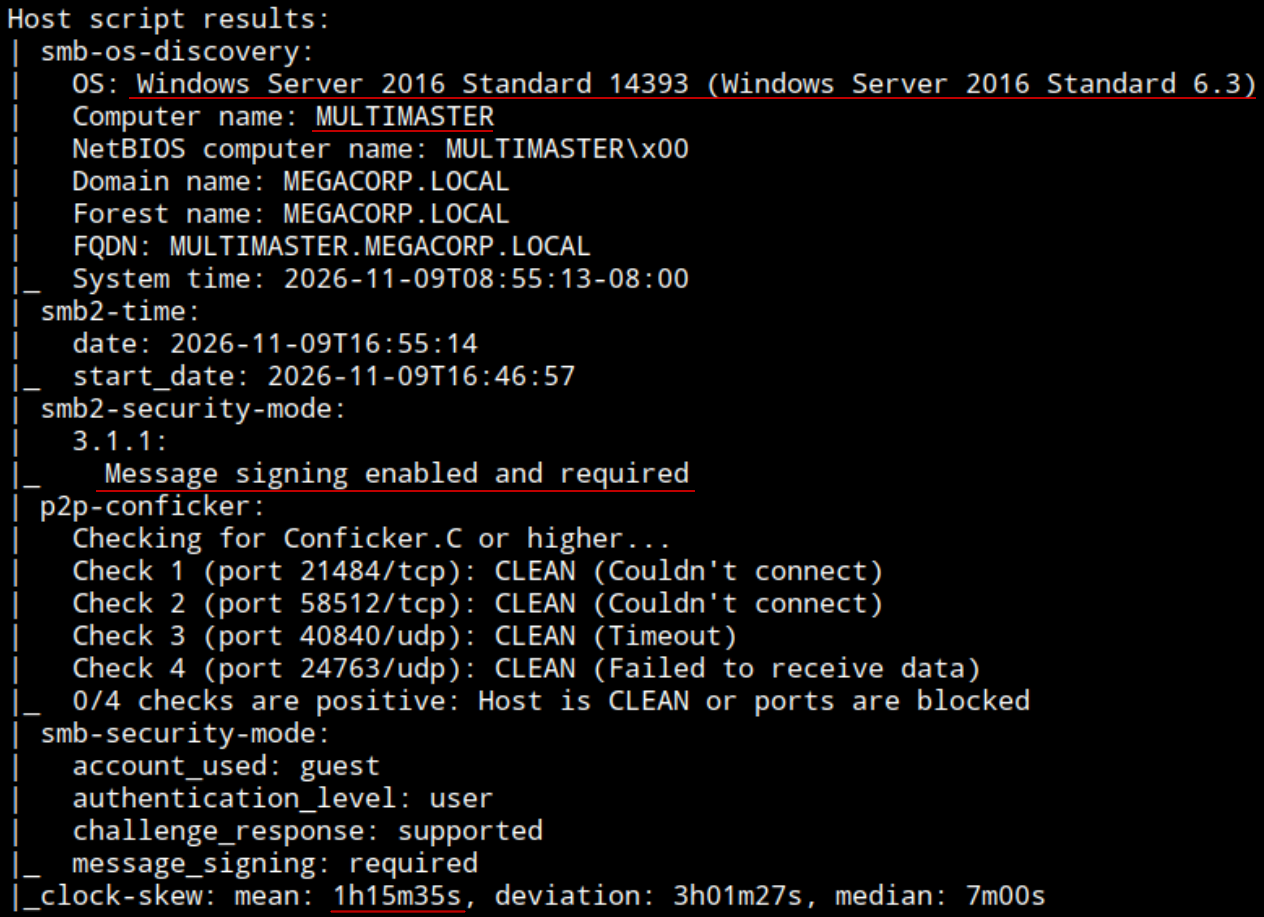 Host script results:
| smb-os-discovery:
|   OS: Windows Server 2016 Standard 14393 (Windows Server 2016 Standard 6.3)
|   Computer name: MULTIMASTER
|   NetBIOS computer name: MULTIMASTER\x00
|   Domain name: MEGACORP.LOCAL
|   Forest name: MEGACORP.LOCAL
|   FQDN: MULTIMASTER.MEGACORP.LOCAL
|_  System time: 2026-11-09T08:55:13-08:00
| smb2-time:
|   date: 2026-11-09T16:55:14
|_  start_date: 2026-11-09T16:46:57
| smb2-security-mode:
|   3.1.1:
|_    Message signing enabled and required
| p2p-conficker:
|   Checking for Conficker.C or higher...
|   Check 1 (port 21484/tcp): CLEAN (Couldn't connect)
|   Check 2 (port 58512/tcp): CLEAN (Couldn't connect)
|   Check 3 (port 40840/udp): CLEAN (Timeout)
|   Check 4 (port 24763/udp): CLEAN (Failed to receive data)
|_  0/4 checks are positive: Host is CLEAN or ports are blocked
| smb-security-mode:
|   account_used: guest
|   authentication_level: user
|   challenge_response: supported
|_  message_signing: required
|_clock-skew: mean: 1h15m35s, deviation: 3h01m27s, median: 7m00s